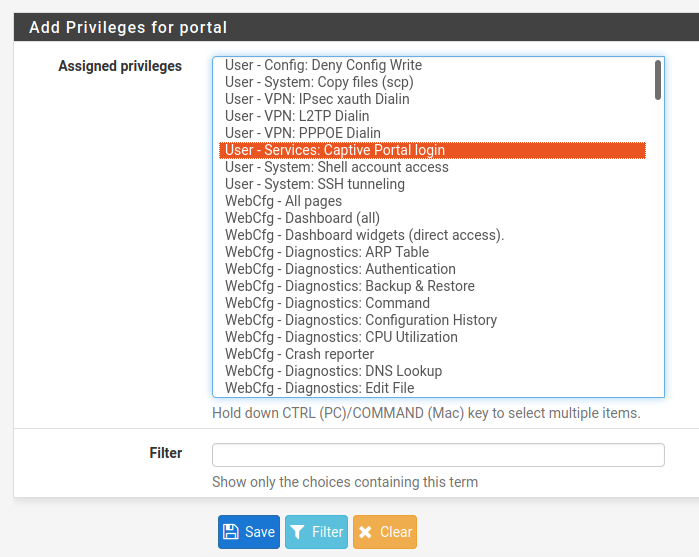 Add Privileges for portal
Assigned privileges
User - Config: Deny Config Write
User - System: Copy files (scp)
User - VPN: IPsec xauth Dialin
User - VPN: L2TP Dialin
User - VPN: PPPOE Dialin
User - Services: Captive Portal login
User - System: Shell account access
User - System: SSH tunneling
WebCfg - All pages
WebCfg - Dashboard (all)
WebCfg - Dashboard widgets (direct access).
WebCfg - Diagnostics: ARP Table
WebCfg - Diagnostics: Authentication
WebCfg - Diagnostics: Backup & Restore
WebCfg - Diagnostics: Command
WebCfg - Diagnostics: Configuration History
WebCfg - Diagnostics: CPU Utilization
WebCfg - Crash reporter
WebCfg - Diagnostics: DNS Lookup
WebCfg - Diagnostics: Edit File
Hold down CTRL (PC)/COMMAND (Mac) key to select multiple items.
Filter
Show only the choices containing this term
Save Filter Clear